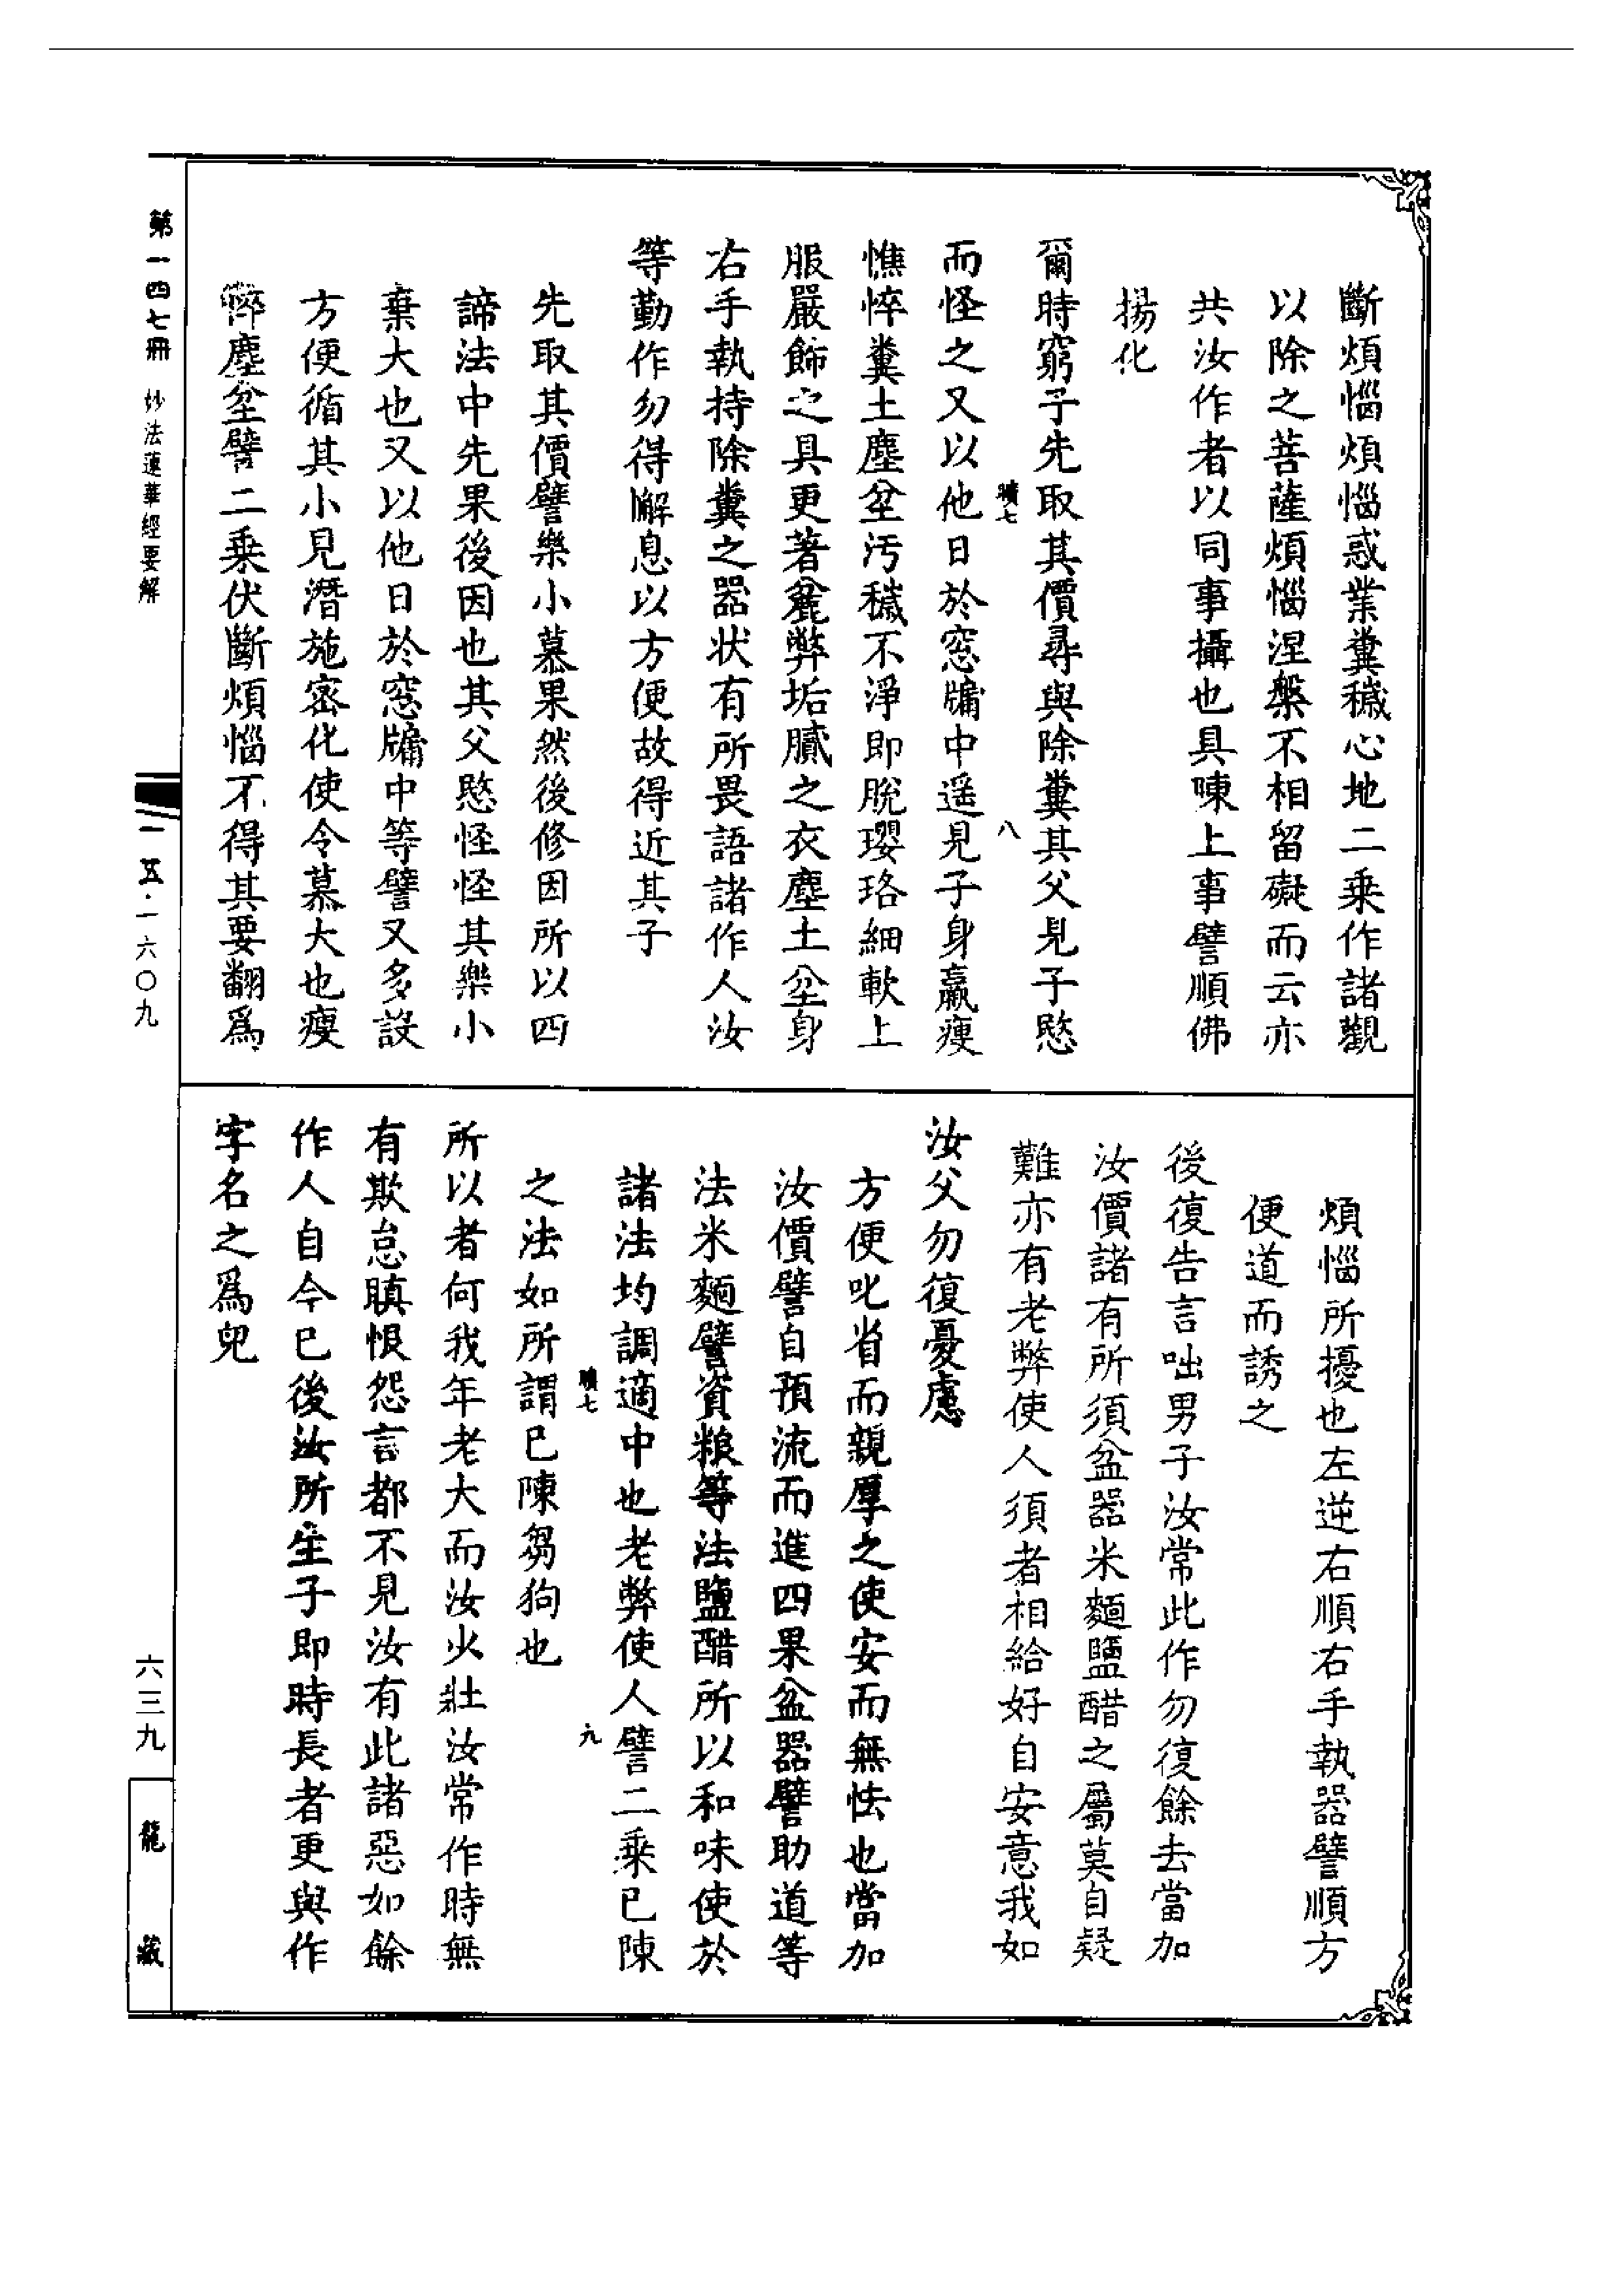 斷煩惱煩惱惑業糞穢心地二乘作諸觀
以除之菩薩煩惱涅槃不相留礙而云亦
共汝作者以同事攝也具陳上事譬順佛
揚化
爾時窮子先取其價尋與除糞其父見子愍
而怪之又以他日於窓牖中遥見子身羸瘦
憔悴糞土塵坌汚穢不淨即脫瓔珞細軟上
服嚴飾之具更著麤弊垢膩之衣塵土坌身
右手執持除糞之器状有所畏語諸作人汝
等勤作勿得懈息以方便故得近其子
先取其價譬樂小慕果然後修因所以四
諦法中先果後因也其父愍怪怪其樂小
棄大也又以他日於窓牖中等譬又多設
方便循其小見潛施密化使令慕大也瘦
悴塵坌譬二乘伏斷煩惱不得其要翻爲
曠七
八
煩惱所擾也左逆右順右手執器譬順方
便道而誘之
後復告言咄男子汝常此作勿復餘去當加
汝價諸有所須盆器米麵鹽醋之屬莫自疑
難亦有老弊使人須者相給好自安意我如
汝父勿復憂慮
方便叱省而親厚之使安而無怯也當加
汝價譬自預流而進四果盆器譬助道等
法米麵譬資粮等法鹽醋所以和味使於
諸法均調適中也老弊使人譬二乘已陳
之法如所謂已陳芻狗也
所以者何我年老大而汝少壯汝常作時無
有欺怠瞋恨怨言都不見汝有此諸惡如餘
作人自今已後如所生子即時長者更與作
字名之爲兒
曠七
九
第一四七冊 妙法蓮華經要解
一五·一六〇九
六三九
龍藏